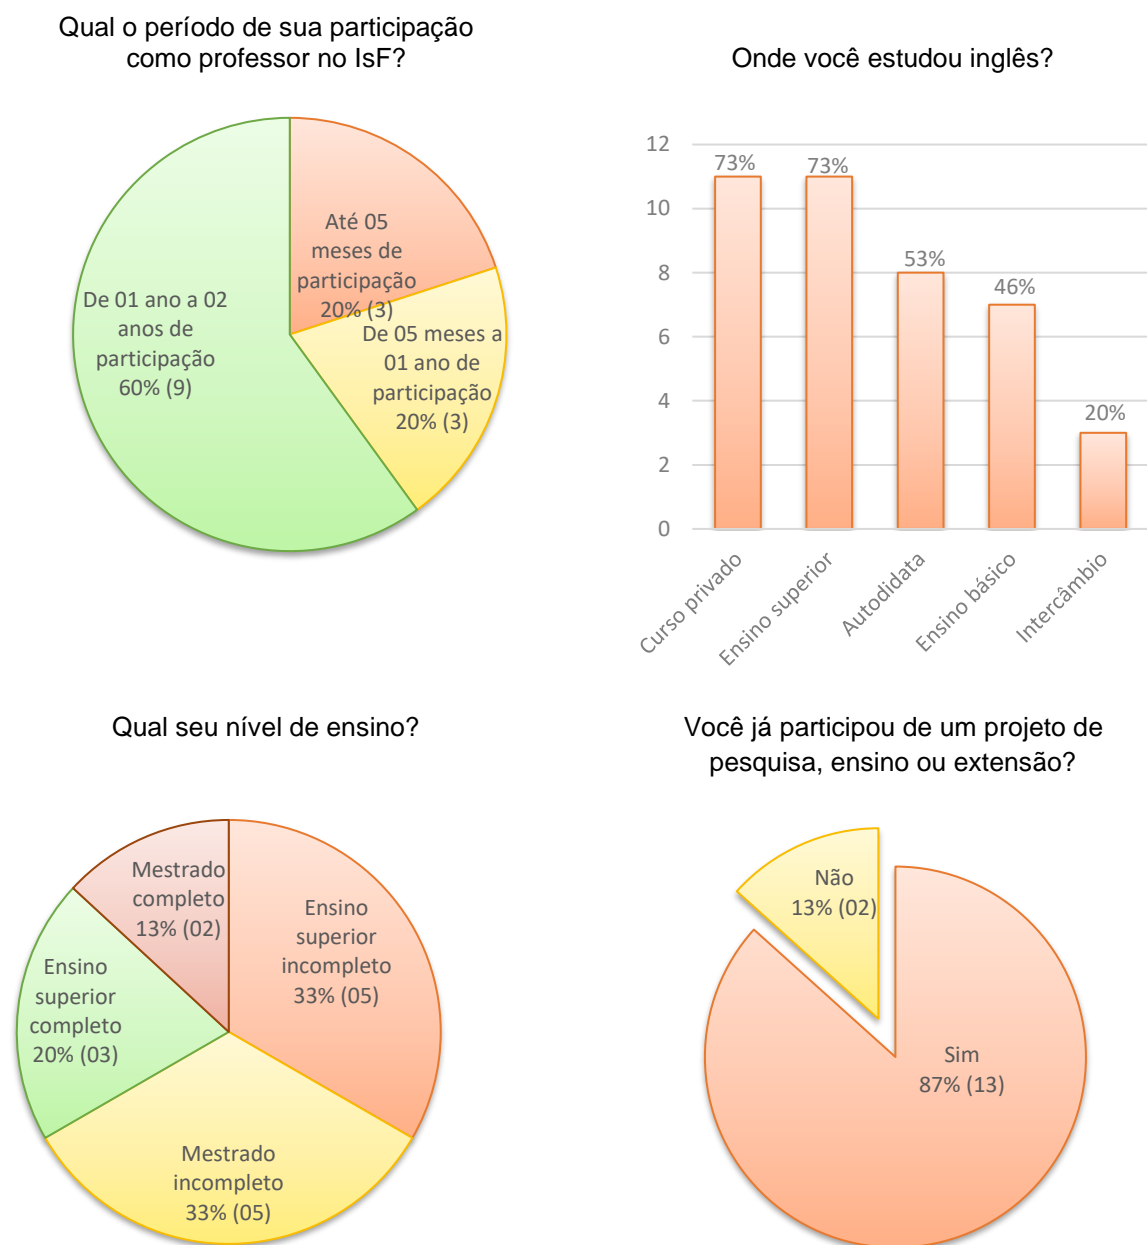 Qual o período de sua participação
como professor no IsF?
Até 05
meses de
participação
20% (3)
De 05 meses a
01 ano de
participação
20% (3)
De 01 ano a 02
anos de
participação
60% (9)
Onde você estudou inglês?
12
10
8
6
4
2
0
73%
73%
53%
46%
20%
Curso privado
Ensino superior
Autodidata
Ensino básico
Intercâmbio
Qual seu nível de ensino?
Mestrado
completo
13% (02)
Ensino
superior
incompleto
33% (05)
Ensino
superior
completo
20% (03)
Mestrado
incompleto
33% (05)
Você já participou de um projeto de
pesquisa, ensino ou extensão?
Não
13% (02)
Sim
87% (13)